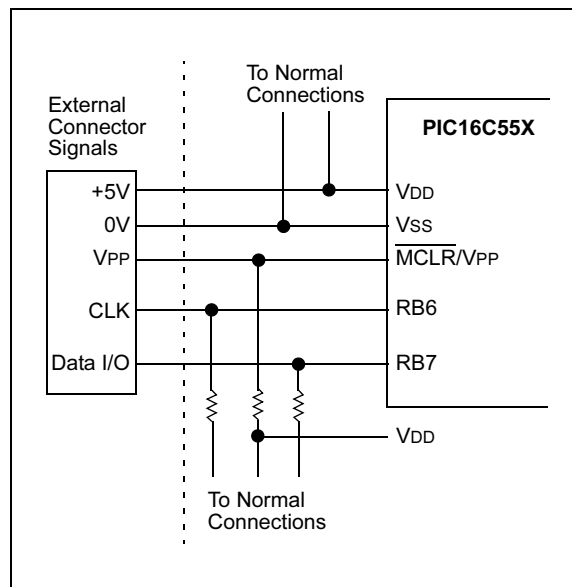 To Normal
Connections
External
Connector
Signals
PIC16C55X
+5V
VDD
0V
VSS
VPP
MCLR/VPP
CLK
RB6
Data I/O
RB7
VDD
To Normal
Connections